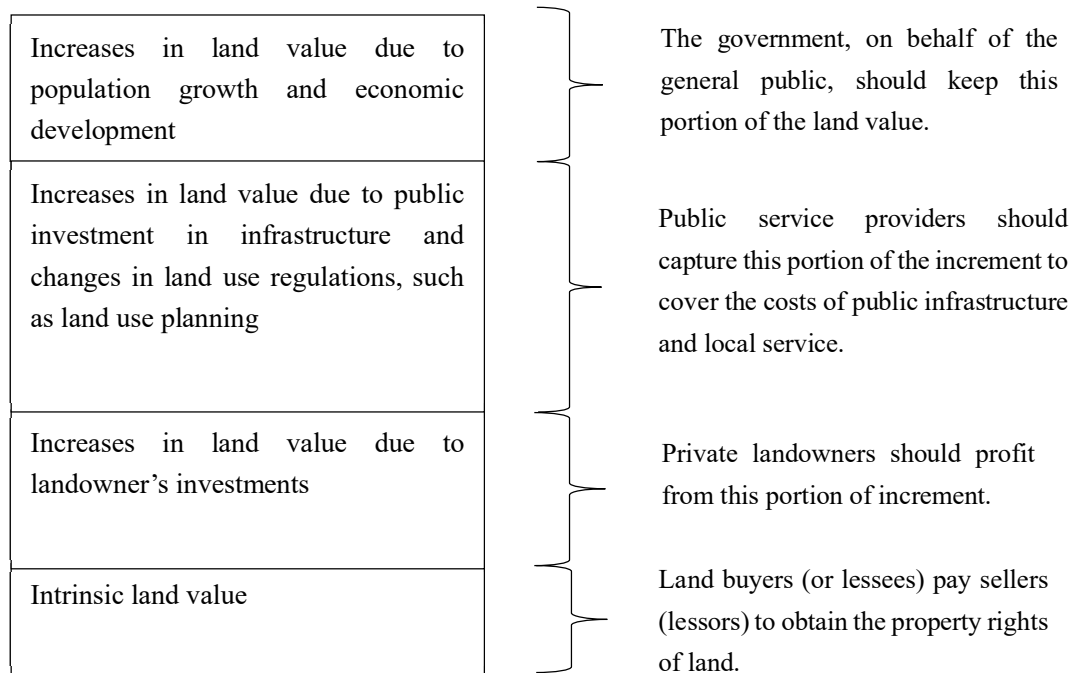 Increases in land value due to
population growth and economic
development
The government, on behalf of the
general public, should keep this
portion of the land value.
Increases in land value due to public
investment in infrastructure and
changes in land use regulations, such
as land use planning
Public service providers should
capture this portion of the increment to
cover the costs of public infrastructure
and local service.
Increases in land value due to
landowner’s investments
Private landowners should profit
from this portion of increment.
Intrinsic land value
Land buyers (or lessees) pay sellers
(lessors) to obtain the property rights
of land.